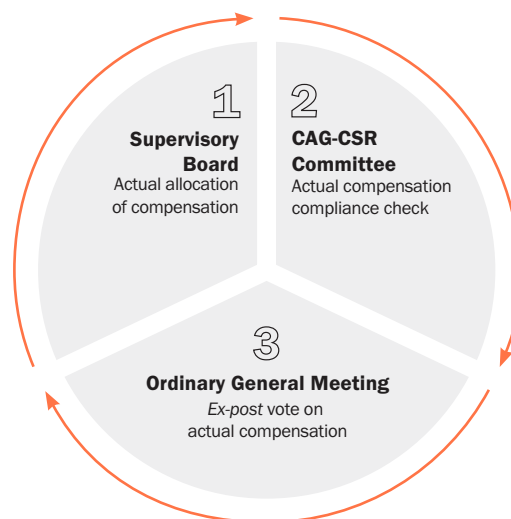 1
Supervisory
Board
Actual allocation
of compensation
2
CAG-CSR
Committee
Actual compensation
compliance check
3
Ordinary General Meeting
Ex-post vote on
actual compensation